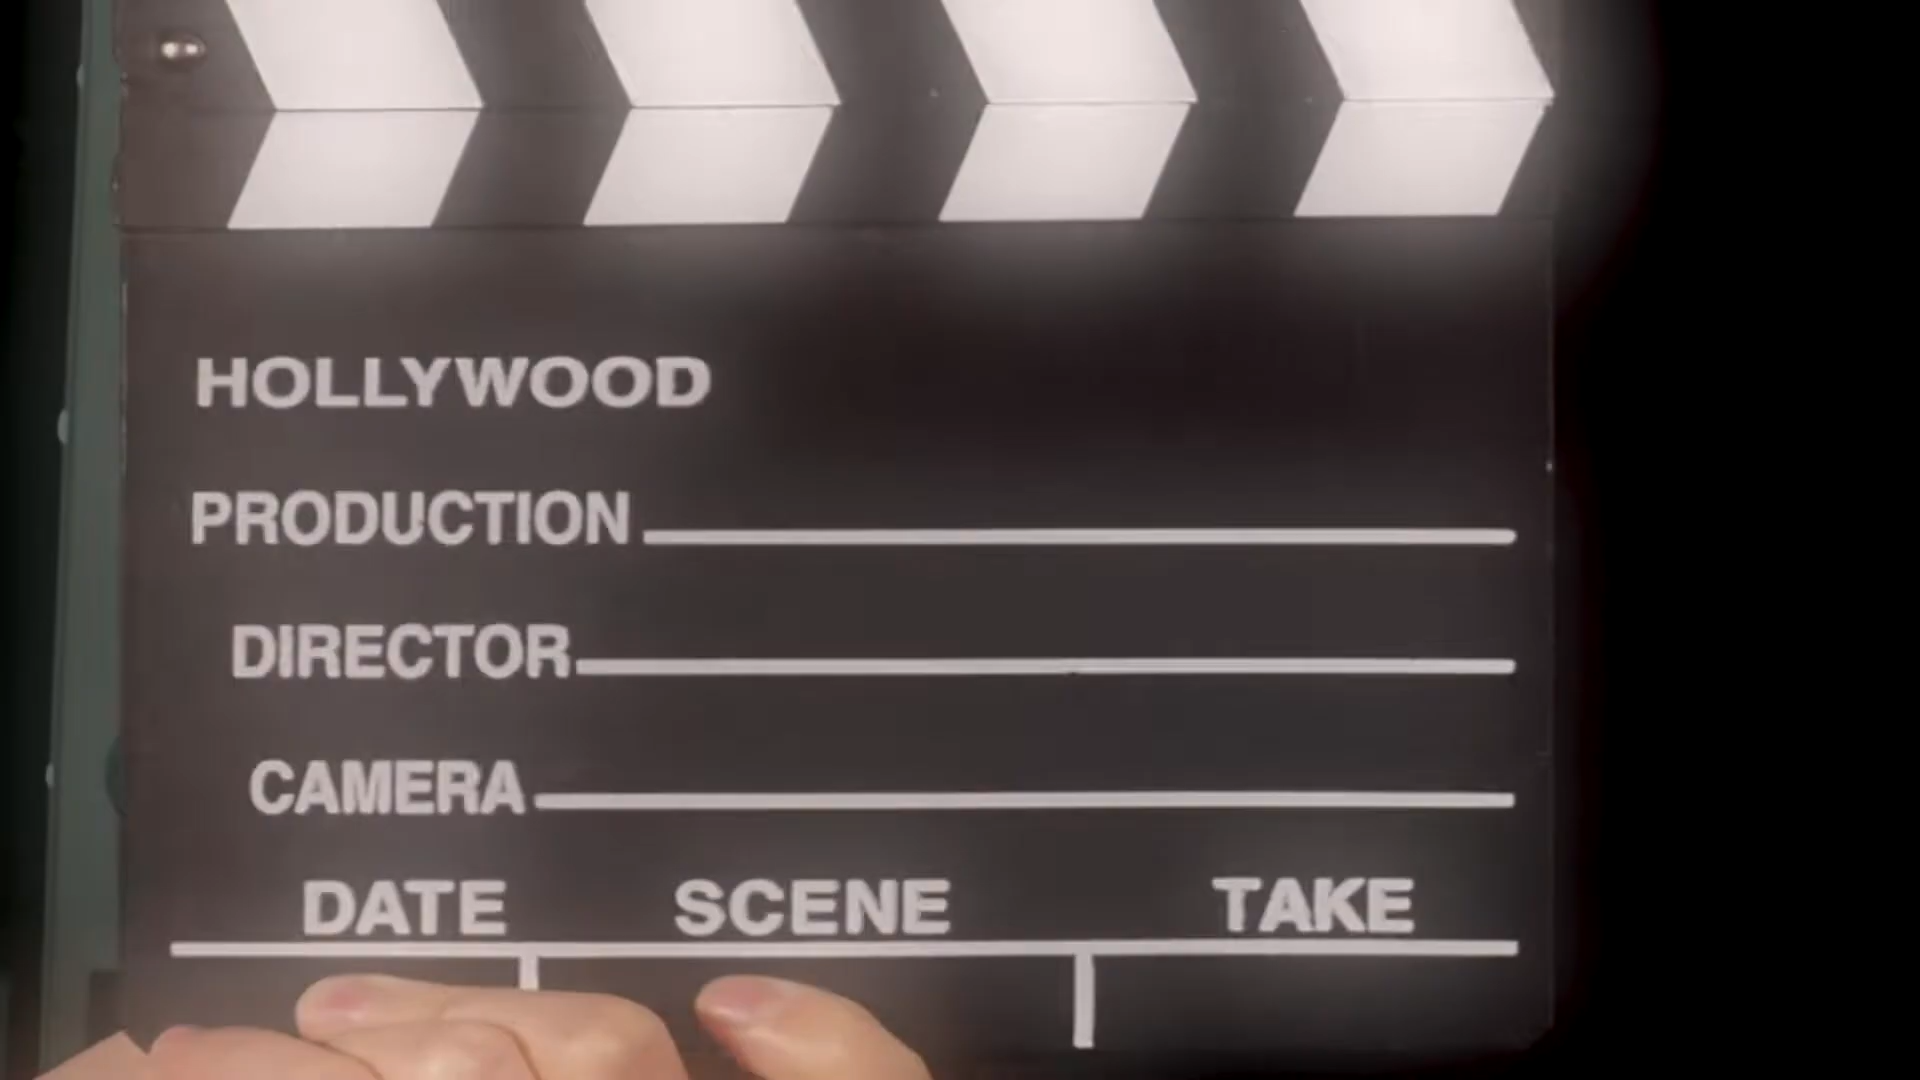 HOLLYWOOD
PRODUCTION
DIRECTOR
CAMERA
DATE SCENE TAKE